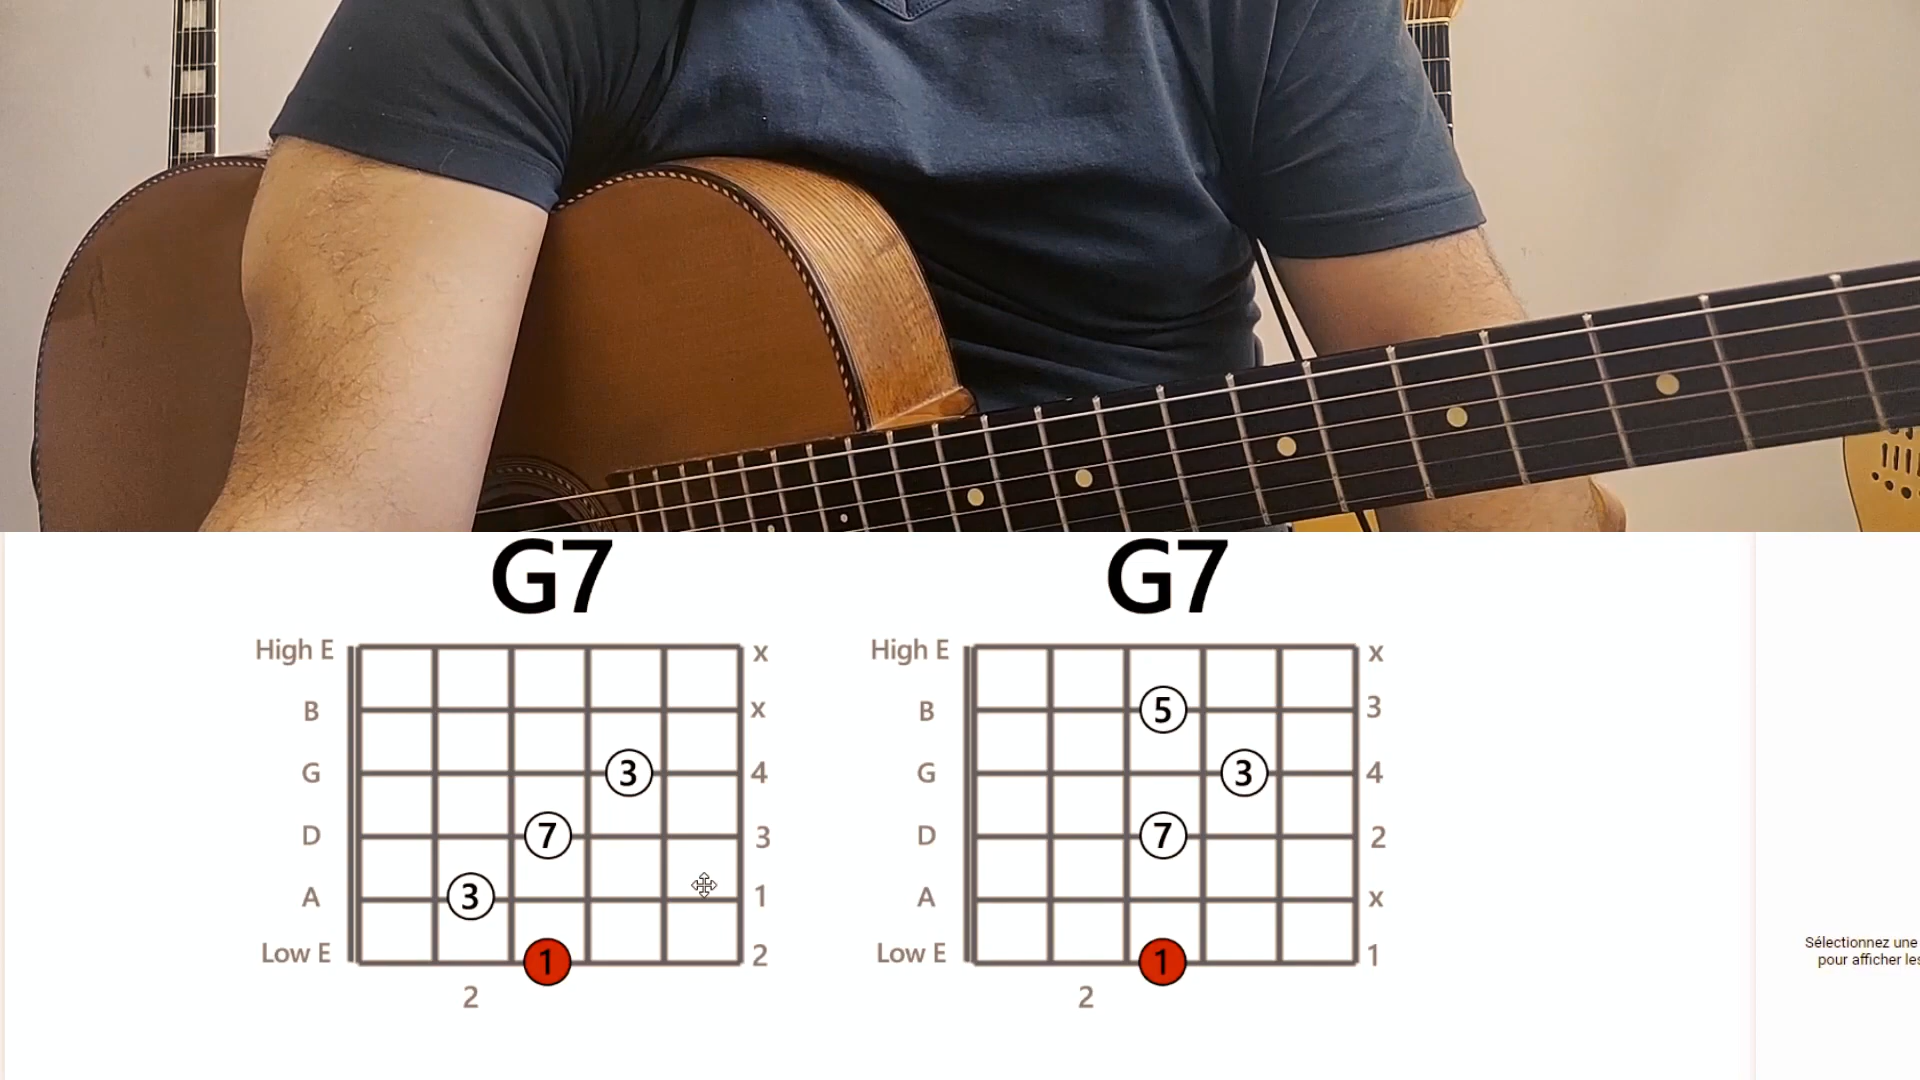 G7
High E x
B x
G 3 4
D 7 3
A 3 1
Low E 1 2
2
G7
High E x
B 5 3
G 3 4
D 7 2
A x
Low E 1 1
2
Sélectionnez une
pour afficher les